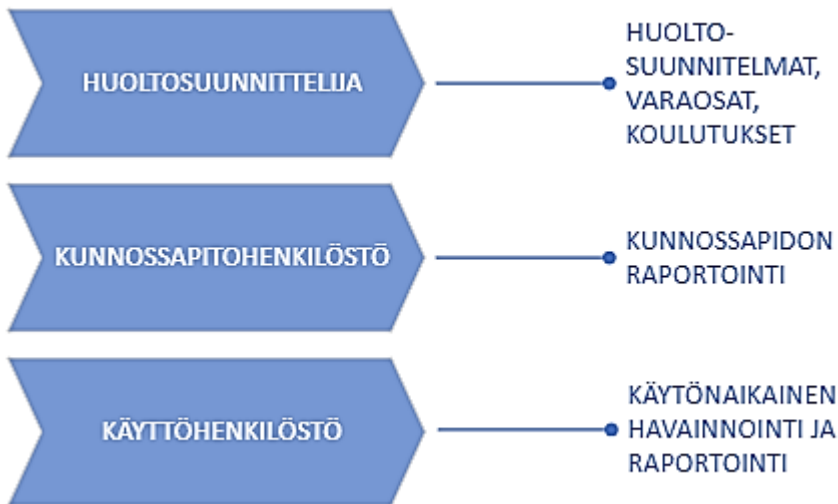 HUOLTOSUUNNITTELIJA
HUOLTO-
SUUNNITELMAT,
VARAOSAT,
KOULUTUKSET
KUNNOSSAPITOHENKILÖSTÖ
KUNNOSSAPIDON
RAPORTOINTI
KÄYTTÖHENKILÖSTÖ
KÄYTÖNAIKAINEN
HAVAINNOINTI JA
RAPORTOINTI